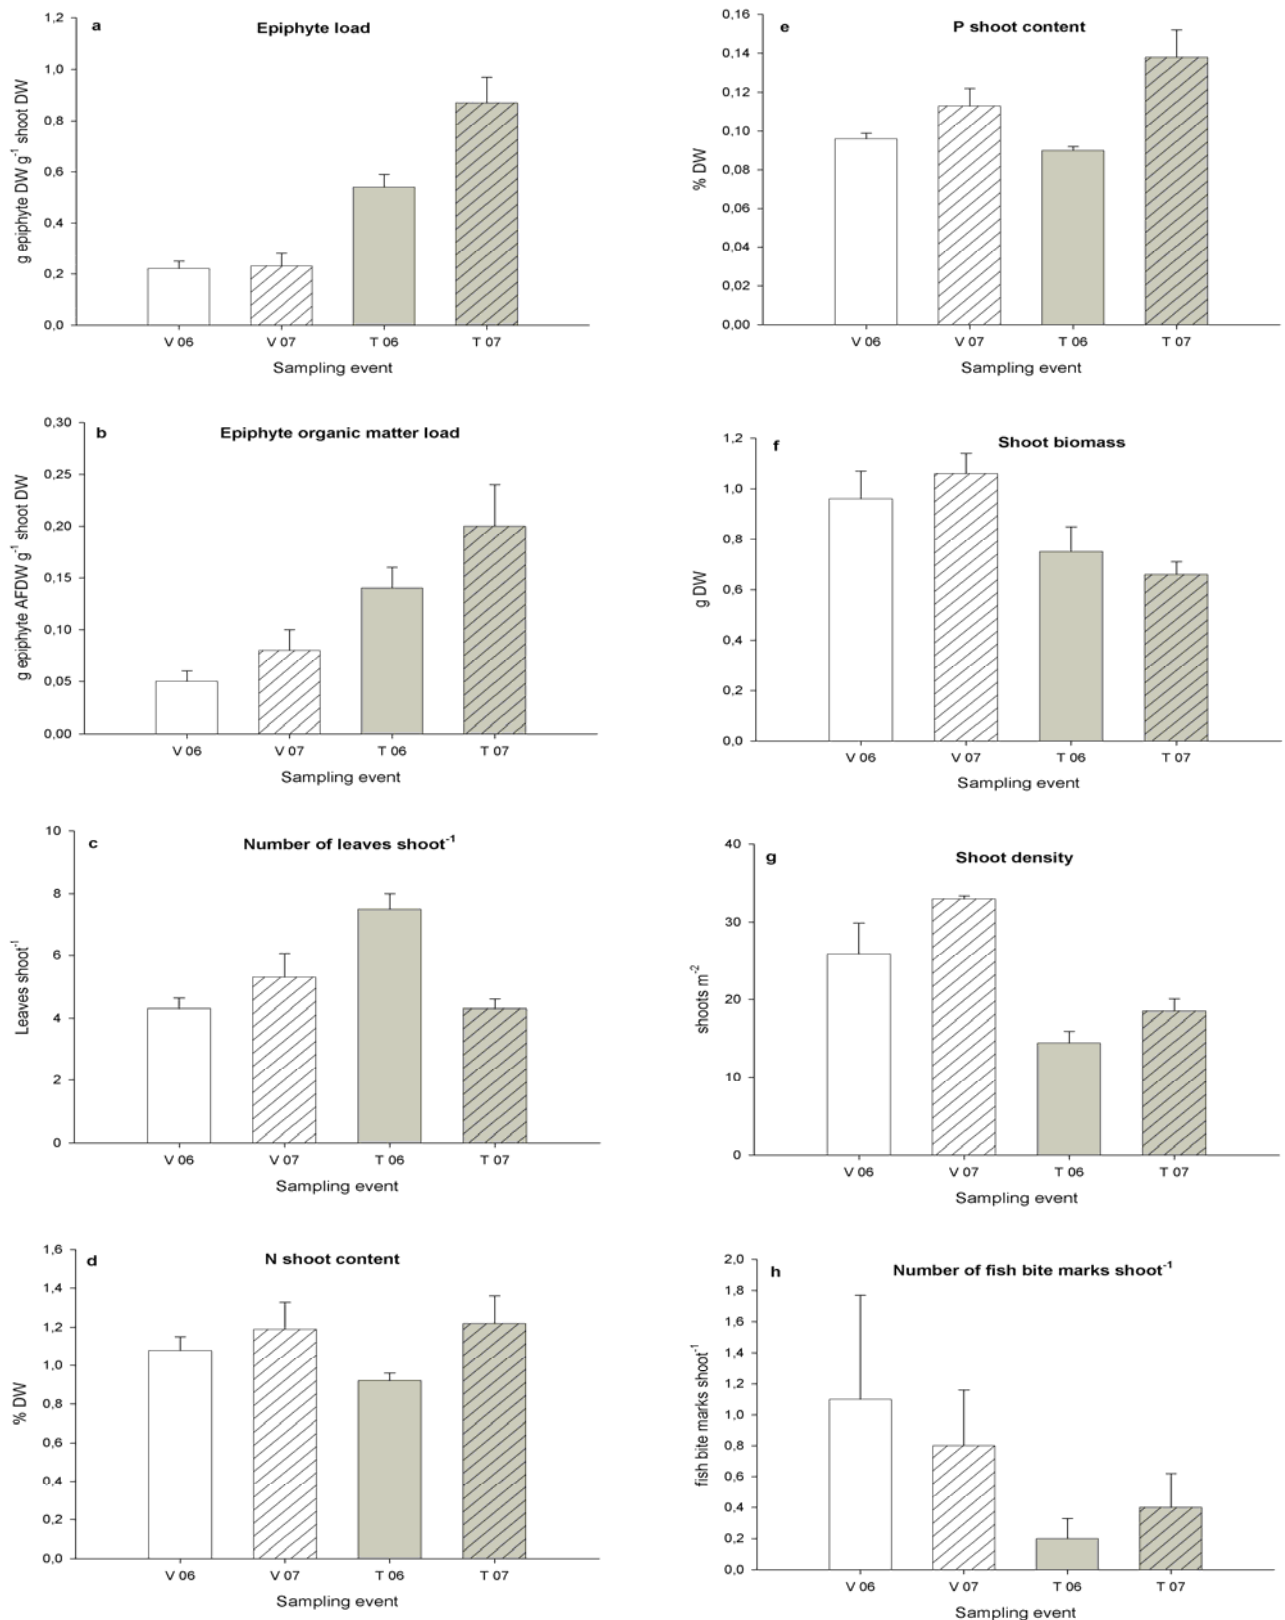 a
Epiphyte load
g epiphyte DW g⁻¹ shoot DW
1,2
1,0
0,8
0,6
0,4
0,2
0,0
V 06 V 07 T 06 T 07
Sampling event
b
Epiphyte organic matter load
g epiphyte AFDW g⁻¹ shoot DW
0,30
0,25
0,20
0,15
0,10
0,05
0,00
V 06 V 07 T 06 T 07
Sampling event
c
Number of leaves shoot⁻¹
Leaves shoot⁻¹
10
8
6
4
2
0
V 06 V 07 T 06 T 07
Sampling event
d
N shoot content
% DW
1,6
1,4
1,2
1,0
0,8
0,6
0,4
0,2
0,0
V 06 V 07 T 06 T 07
Sampling event
e
P shoot content
% DW
0,16
0,14
0,12
0,10
0,08
0,06
0,04
0,02
0,00
V 06 V 07 T 06 T 07
Sampling event
f
Shoot biomass
g DW
1,2
1,0
0,8
0,6
0,4
0,2
0,0
V 06 V 07 T 06 T 07
Sampling event
g
Shoot density
shoots m⁻²
40
30
20
10
0
V 06 V 07 T 06 T 07
Sampling event
h
Number of fish bite marks shoot⁻¹
fish bite marks shoot⁻¹
2,0
1,8
1,6
1,4
1,2
1,0
0,8
0,6
0,4
0,2
0,0
V 06 V 07 T 06 T 07
Sampling event